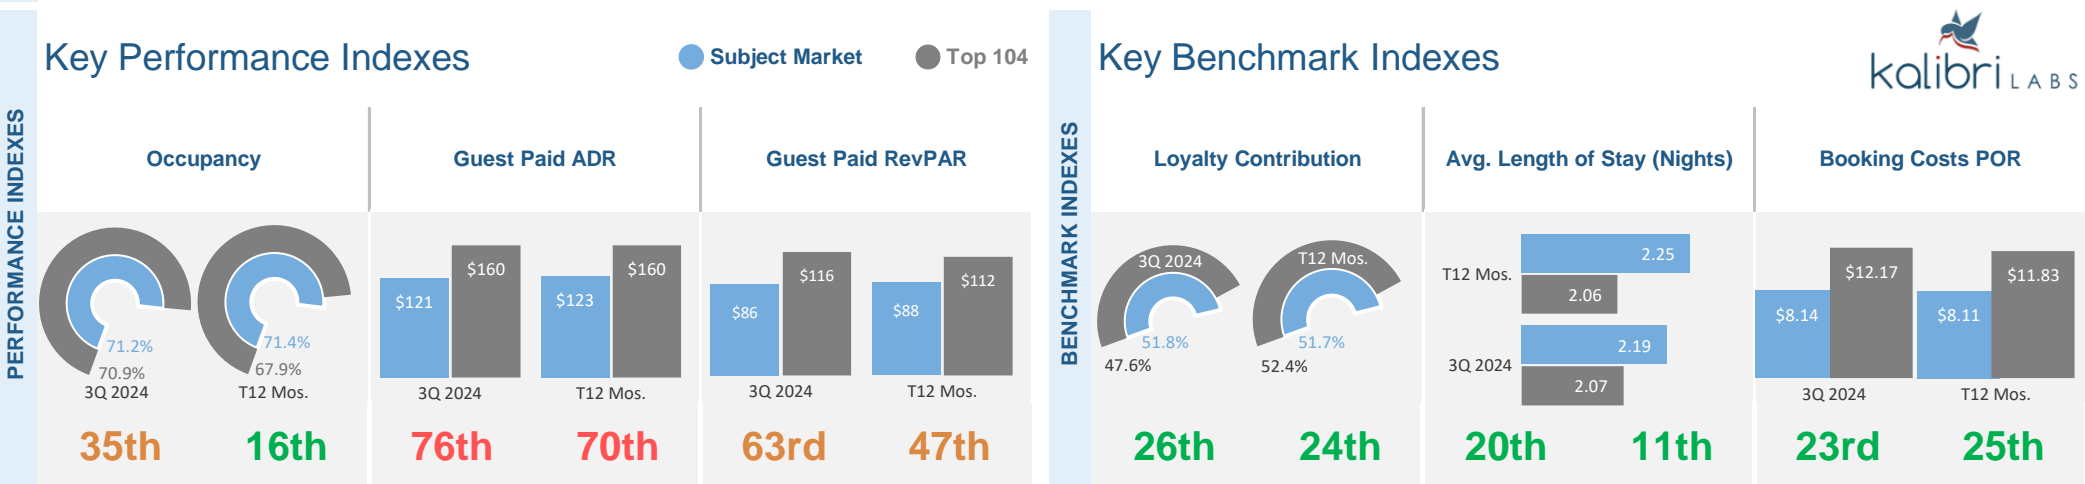 PERFORMANCE INDEXES
Key Performance Indexes
Subject Market
Top 104
Occupancy
Guest Paid ADR
Guest Paid RevPAR
71.2%
70.9%
3Q 2024
71.4%
67.9%
T12 Mos.
$121
$160
3Q 2024
$123
$160
T12 Mos.
$86
$116
3Q 2024
$88
$112
T12 Mos.
35th
16th
76th
70th
63rd
47th
BENCHMARK INDEXES
Key Benchmark Indexes
kalibri LABS
Loyalty Contribution
Avg. Length of Stay (Nights)
Booking Costs POR
3Q 2024
51.8%
47.6%
T12 Mos.
51.7%
52.4%
T12 Mos.
2.25
2.06
3Q 2024
2.19
2.07
$8.14
$12.17
3Q 2024
$8.11
$11.83
T12 Mos.
26th
24th
20th
11th
23rd
25th